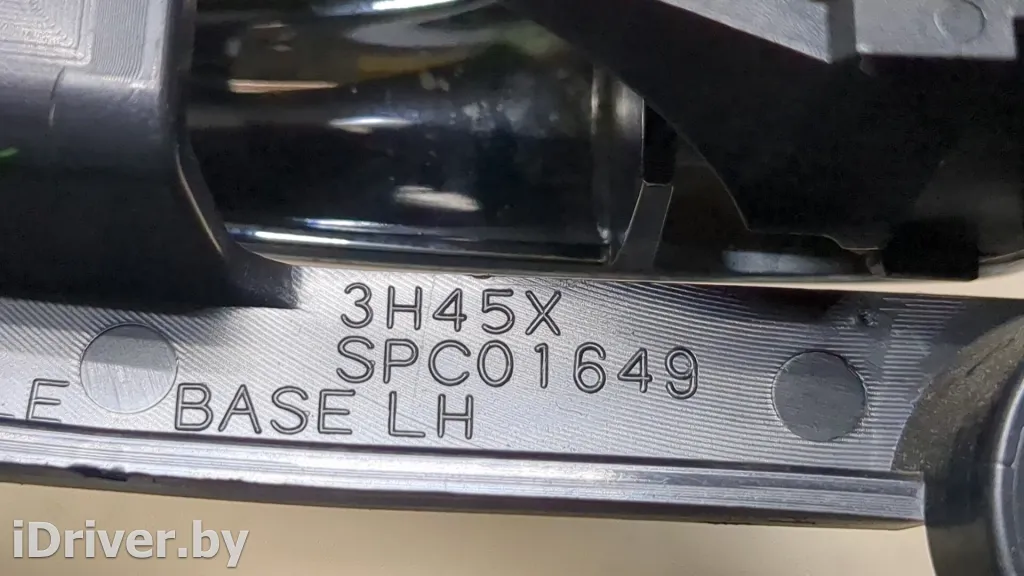 3H45X
SPC01649
E BASE LH
iDriver.by